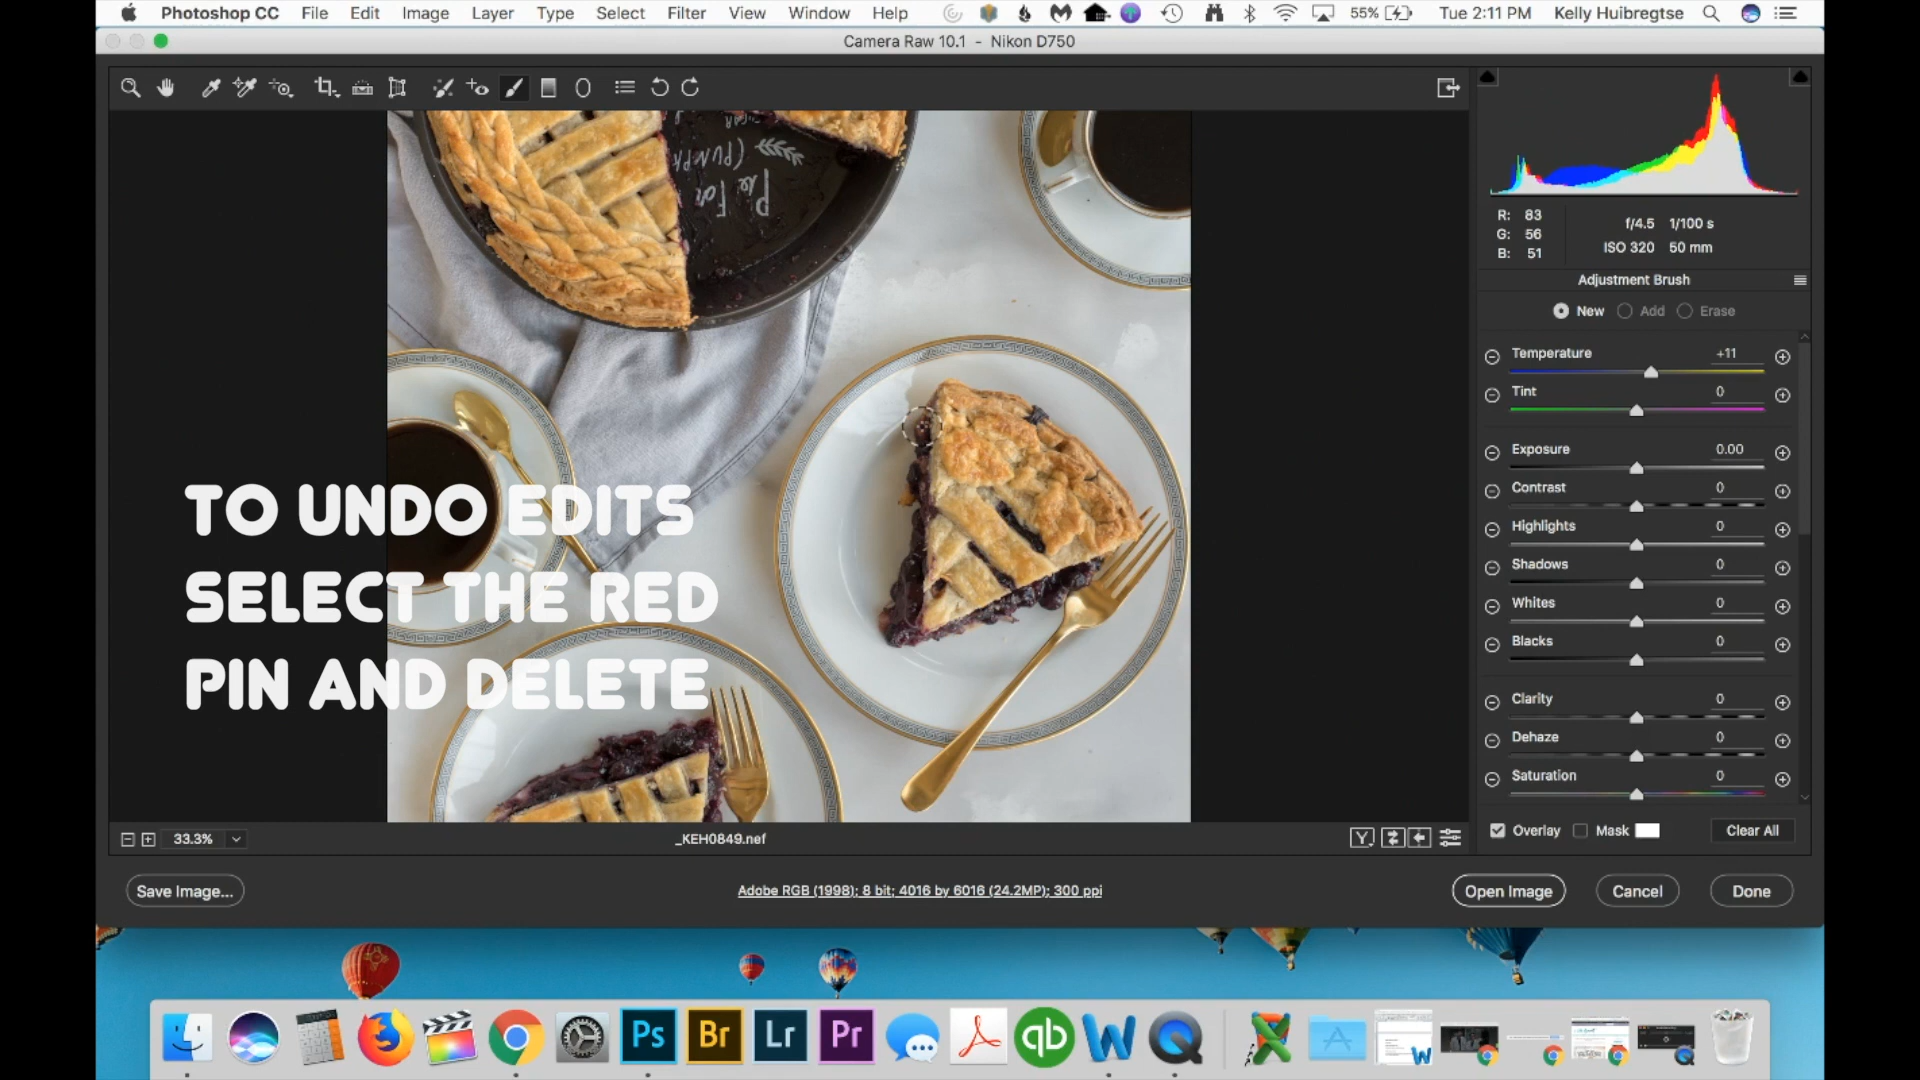 Photoshop CC File Edit Image Layer Type Select Filter View Window Help 55% Tue 2:11 PM Kelly Huibregtse
Camera Raw 10.1 - Nikon D750
SUGAR
(PUMPK
Pie For
R: 83
G: 56
B: 51
f/4.5 1/100 s
ISO 320 50 mm
Adjustment Brush
New Add Erase
Temperature +11
Tint 0
Exposure 0.00
Contrast 0
Highlights 0
Shadows 0
Whites 0
Blacks 0
Clarity 0
Dehaze 0
Saturation 0
TO UNDO EDITS
SELECT THE RED
PIN AND DELETE
33.3%
_KEH0849.nef
Y
Overlay Mask Clear All
Save Image...
Adobe RGB (1998); 8 bit; 4016 by 6016 (24.2MP); 300 ppi
Open Image Cancel Done
Ps Br Lr Pr qb W